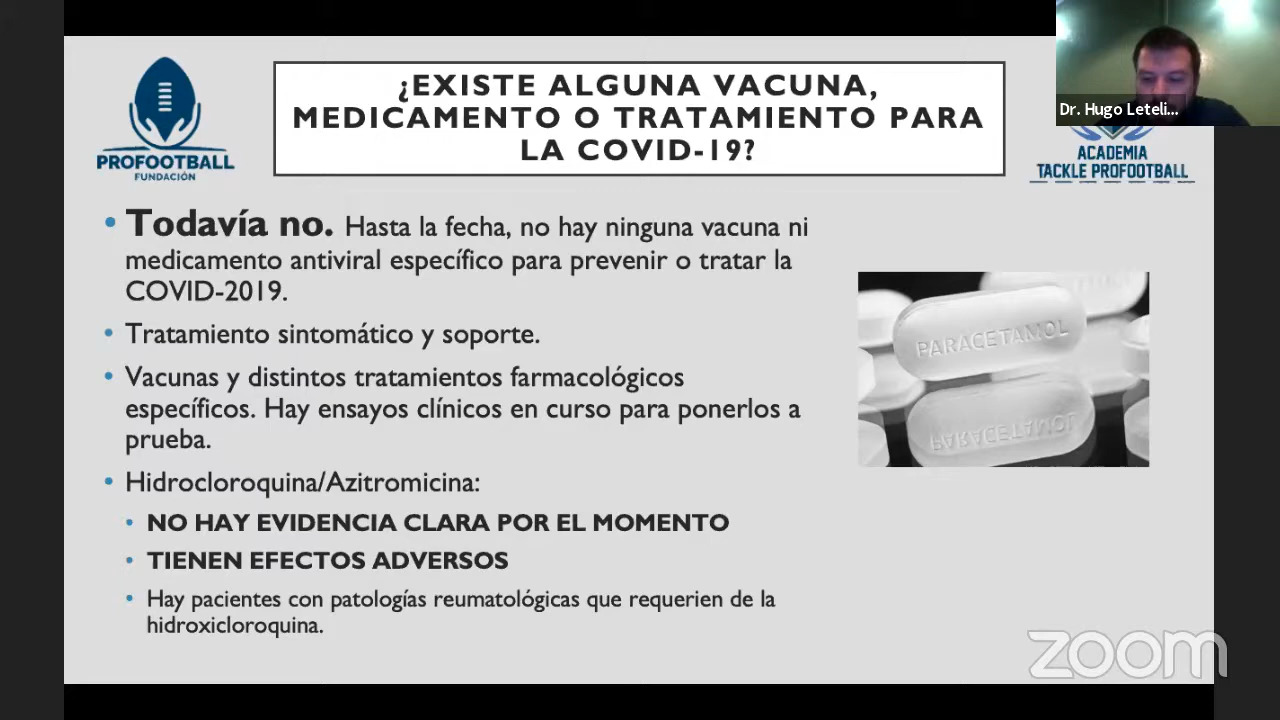 ¿EXISTE ALGUNA VACUNA,
MEDICAMENTO O TRATAMIENTO PARA
LA COVID-19?
PROFOOTBALL
FUNDACIÓN
Dr. Hugo Leteli...
ACADEMIA
TACKLE PROFOOTBALL
• Todavía no. Hasta la fecha, no hay ninguna vacuna ni
medicamento antiviral específico para prevenir o tratar la
COVID-2019.
• Tratamiento sintomático y soporte.
• Vacunas y distintos tratamientos farmacológicos
específicos. Hay ensayos clínicos en curso para ponerlos a
prueba.
• Hidrocloroquina/Azitromicina:
• NO HAY EVIDENCIA CLARA POR EL MOMENTO
• TIENEN EFECTOS ADVERSOS
• Hay pacientes con patologías reumatológicas que requerien de la
hidroxicloroquina.
PARACETAMOL
PARACETAMOL
zoom